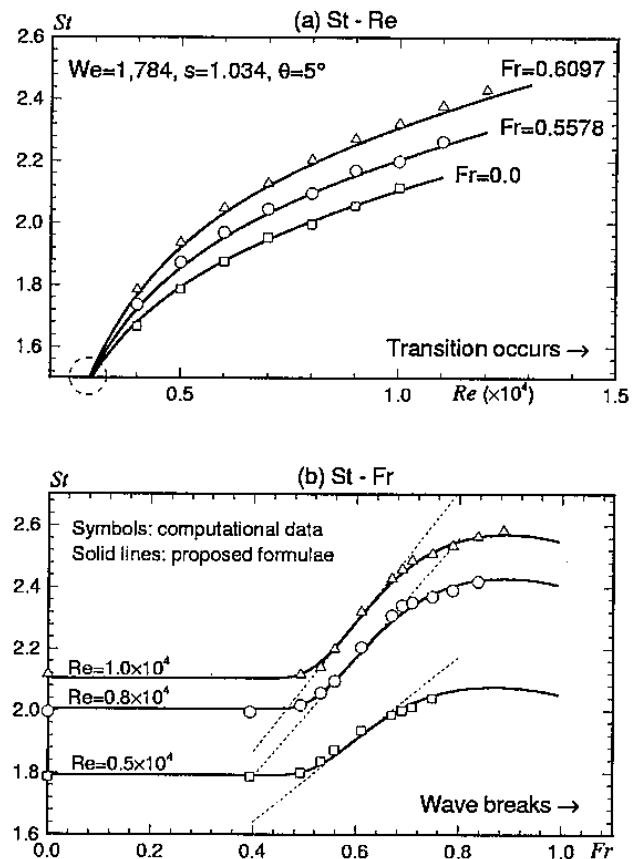 (a) St - Re
St
2.6
We=1,784, s=1.034, θ=5°
Fr=0.6097
2.4
Fr=0.5578
2.2
Fr=0.0
2.0
1.8
1.6
Transition occurs →
0.5
1.0
Re (×10⁴)
1.5
(b) St - Fr
St
Symbols: computational data
2.6
Solid lines: proposed formulae
2.4
2.2
Re=1.0×10⁴
2.0
Re=0.8×10⁴
1.8
Re=0.5×10⁴
Wave breaks →
1.6
0.0
0.2
0.4
0.6
0.8
1.0
Fr